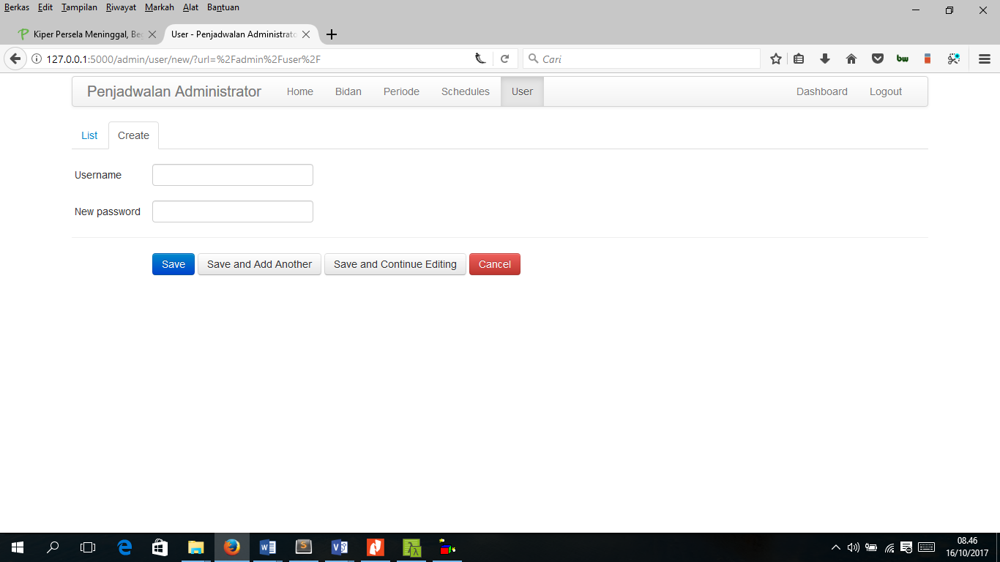 Berkas Edit Tampilan Riwayat Markah Alat Bantuan
Kiper Persela Meninggal, Be
User - Penjadwalan Administrato
127.0.0.1:5000/admin/user/new/?url=%2Fadmin%2Fuser%2F
Cari
bw
Penjadwalan Administrator Home Bidan Periode Schedules User Dashboard Logout
List Create
Username
New password
Save Save and Add Another Save and Continue Editing Cancel
08.46
16/10/2017